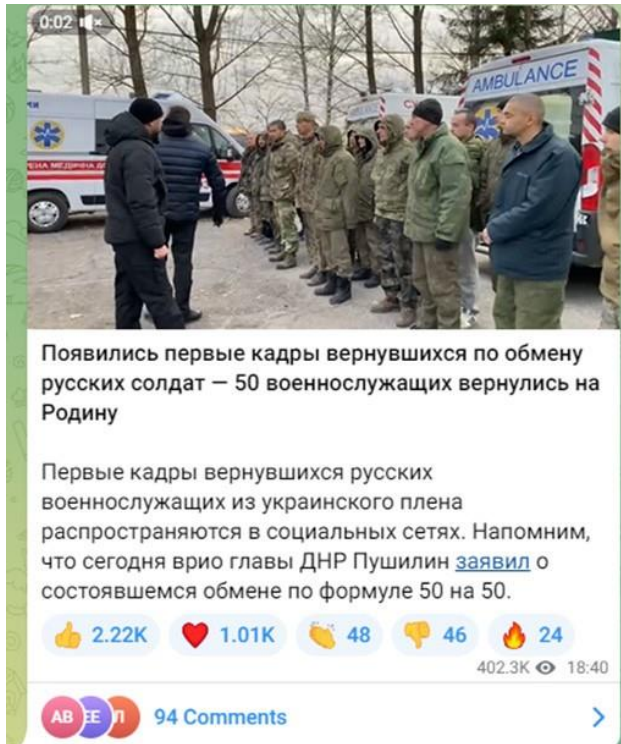 0:02
AMBULANCE
Появились первые кадры вернувшихся по обмену
русских солдат — 50 военнослужащих вернулись на
Родину
Первые кадры вернувшихся русских
военнослужащих из украинского плена
распространяются в социальных сетях. Напомним,
что сегодня врио главы ДНР Пушилин заявил о
состоявшемся обмене по формуле 50 на 50.
2.22K 1.01K 48 46 24
402.3K 18:40
AB EE Л 94 Comments